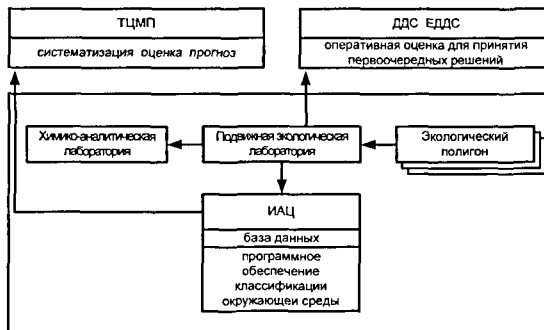 ТЦМП
систематизация оценка прогноз
ДДС ЕДДС
оперативная оценка для принятия
первоочередных решений
Химико-аналитическая
лаборатория
Подвижная экологическая
лаборатория
Экологический
полигон
ИАЦ
база данных
программное
обеспечение
классификации
окружающей среды